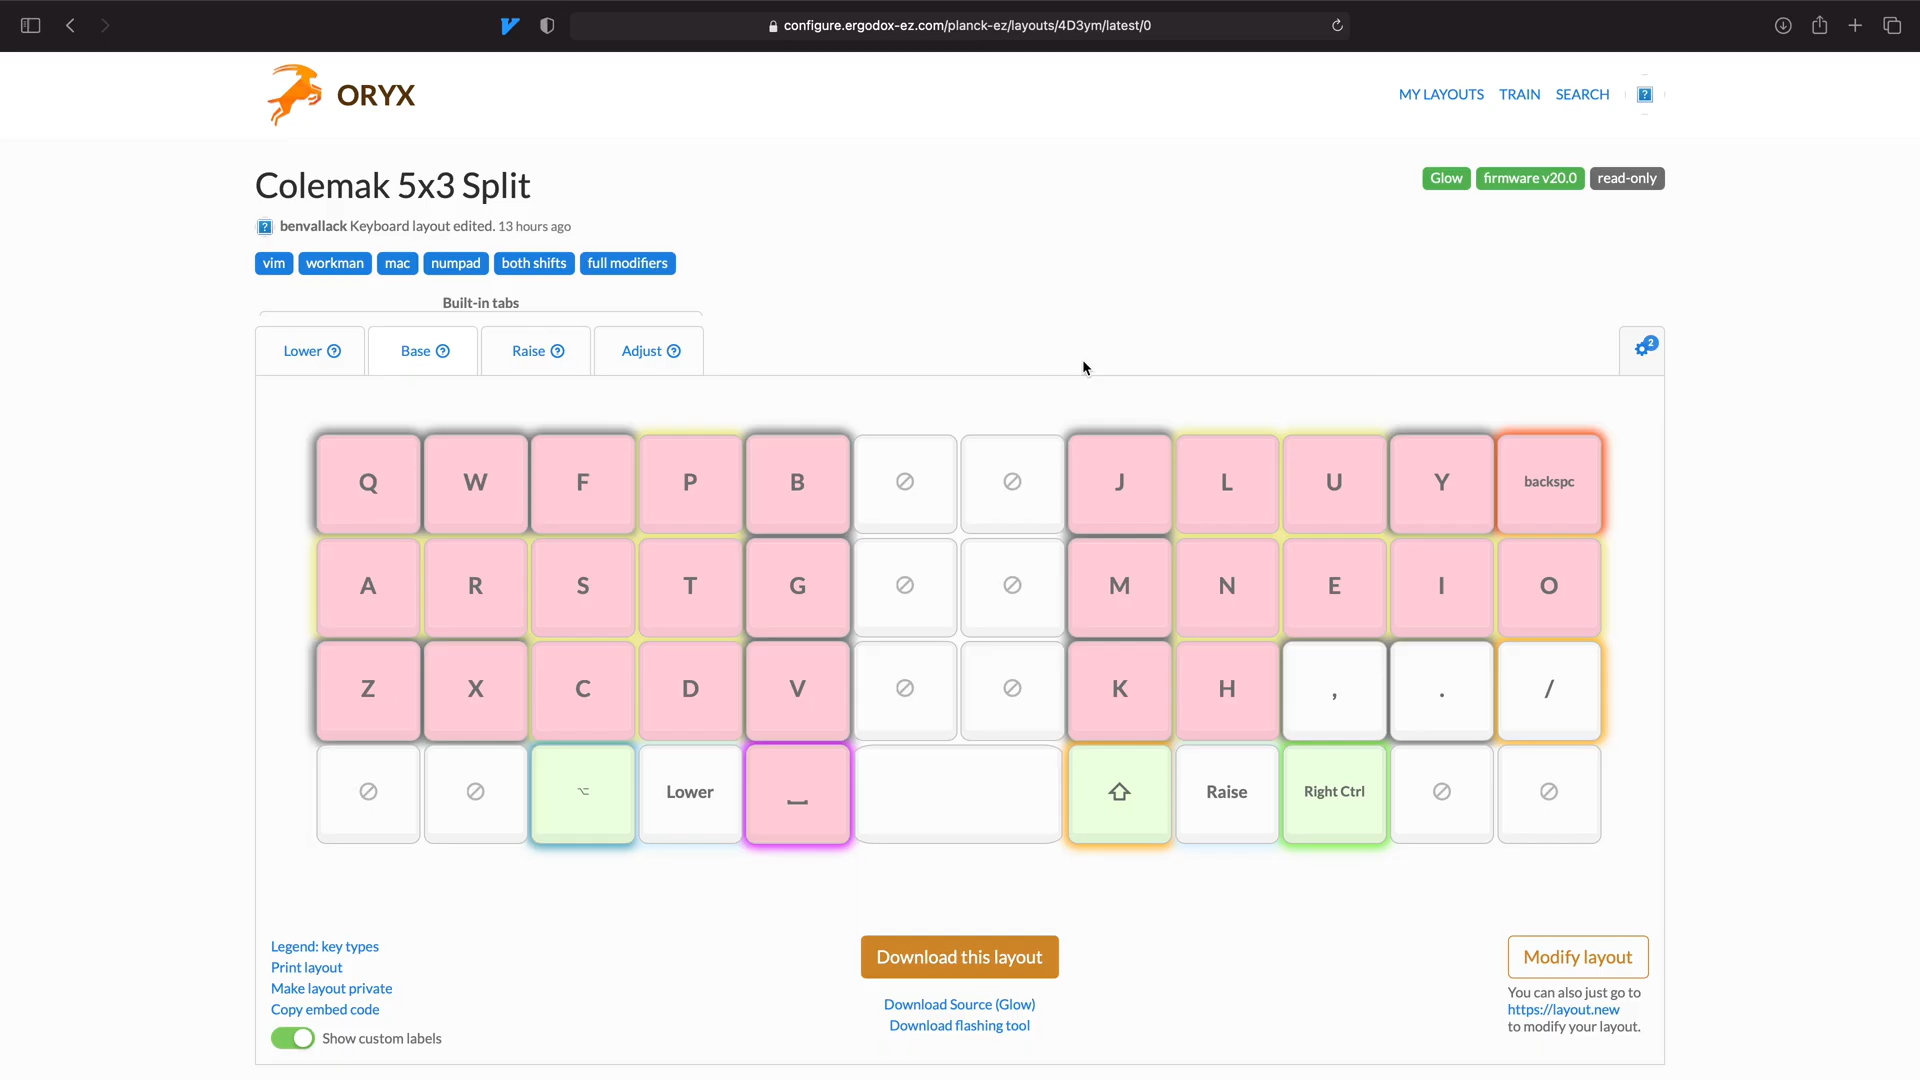 configure.ergodox-ez.com/planck-ez/layouts/4D3ym/latest/0
ORYX
MY LAYOUTS TRAIN SEARCH
Colemak 5x3 Split
Glow firmware v20.0 read-only
benvallack Keyboard layout edited. 13 hours ago
vim workman mac numpad both shifts full modifiers
Built-in tabs
Lower Base Raise Adjust
2
Q W F P B J L U Y backspc
A R S T G M N E I O
Z X C D V K H , . /
Lower Raise Right Ctrl
Legend: key types
Print layout
Make layout private
Copy embed code
Show custom labels
Download this layout
Download Source (Glow)
Download flashing tool
Modify layout
You can also just go to
https://layout.new
to modify your layout.